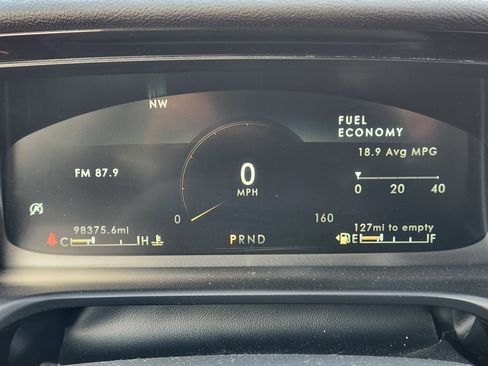 NW
FUEL
ECONOMY
18.9 Avg MPG
FM 87.9
0
MPH
0 20 40
0 160
98375.6mi
127mi to empty
C H
PRND
E F